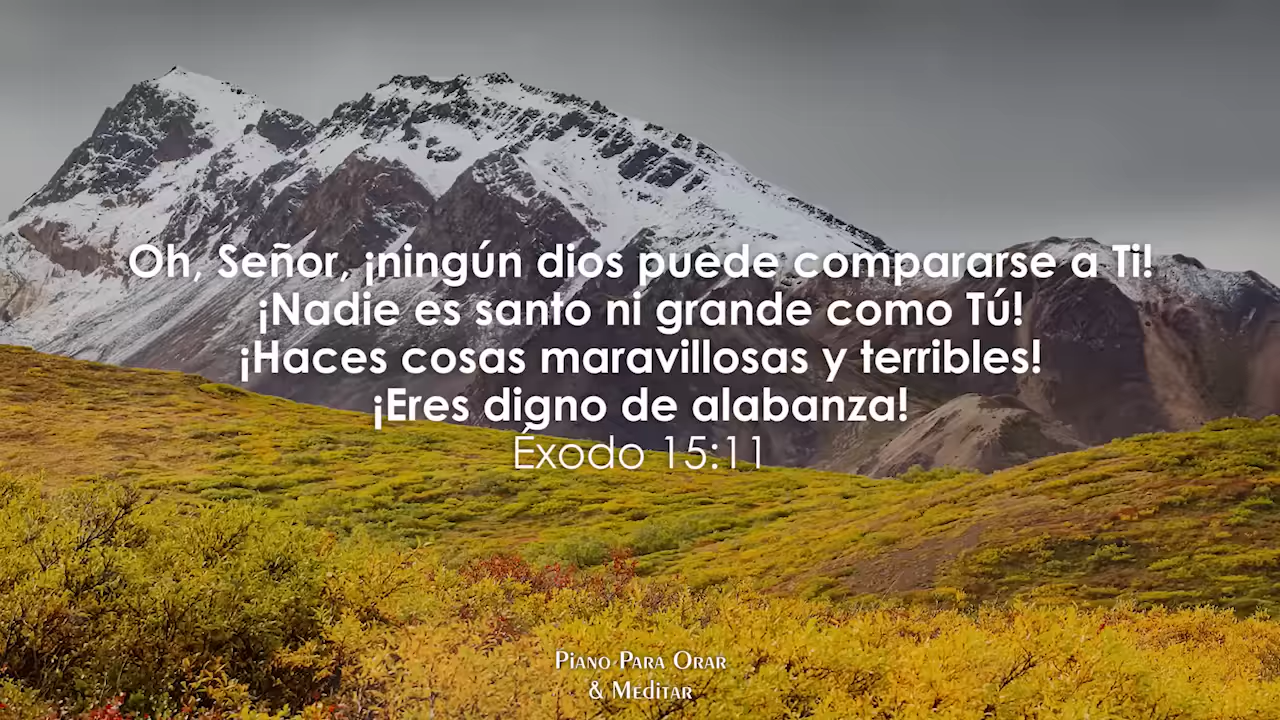 Oh, Señor, ¡ningún dios puede compararse a Ti!
¡Nadie es santo ni grande como Tú!
¡Haces cosas maravillosas y terribles!
¡Eres digno de alabanza!
Éxodo 15:11
Piano Para Orar
& Meditar